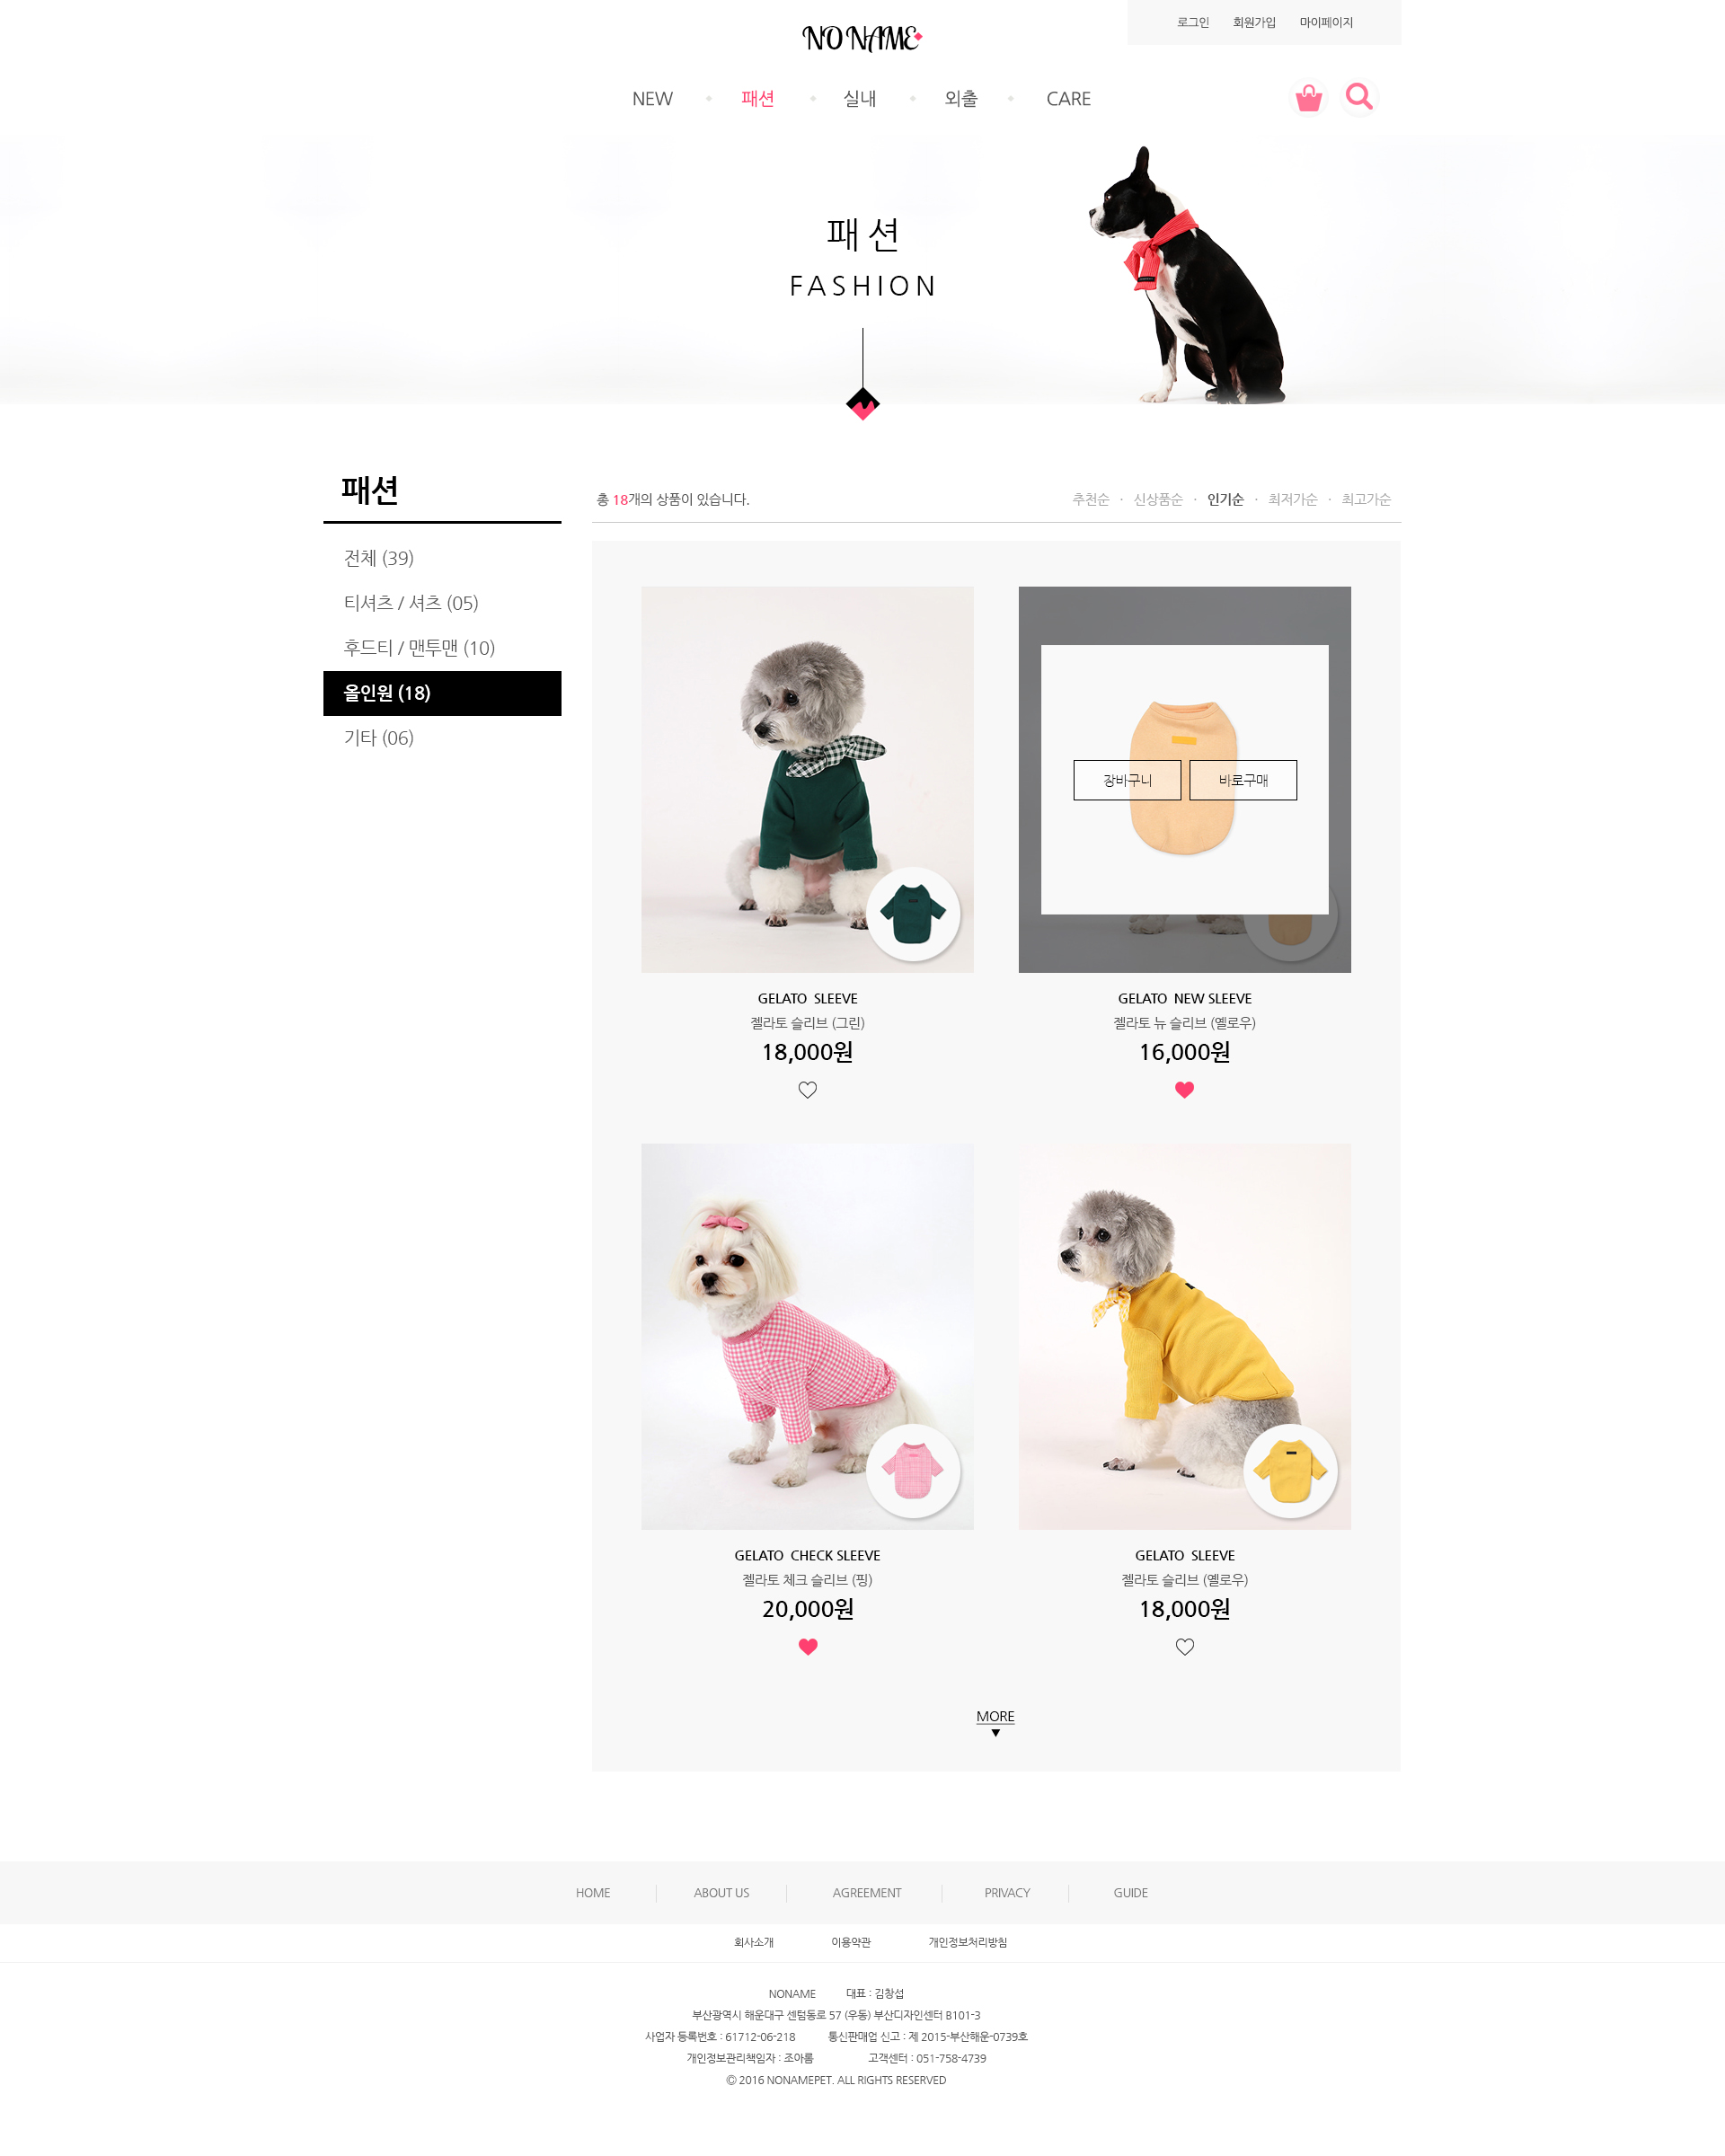 로그인 회원가입 마이페이지
NO NAME
NEW 패션 실내 외출 CARE
패션
FASHION
패션
전체 (39)
티셔츠 / 셔츠 (05)
후드티 / 맨투맨 (10)
올인원 (18)
기타 (06)
총 18개의 상품이 있습니다.
추천순 · 신상품순 · 인기순 · 최저가순 · 최고가순
장바구니 바로구매
GELATO SLEEVE
젤라토 슬리브 (그린)
18,000원
GELATO NEW SLEEVE
젤라토 뉴 슬리브 (옐로우)
16,000원
GELATO CHECK SLEEVE
젤라토 체크 슬리브 (핑)
20,000원
GELATO SLEEVE
젤라토 슬리브 (옐로우)
18,000원
MORE
▼
HOME ABOUT US AGREEMENT PRIVACY GUIDE
회사소개 이용약관 개인정보처리방침
NONAME 대표 : 김창섭
부산광역시 해운대구 센텀동로 57 (우동) 부산디자인센터 B101-3
사업자 등록번호 : 61712-06-218 통신판매업 신고 : 제 2015-부산해운-0739호
개인정보관리책임자 : 조아롬 고객센터 : 051-758-4739
© 2016 NONAMEPET. ALL RIGHTS RESERVED